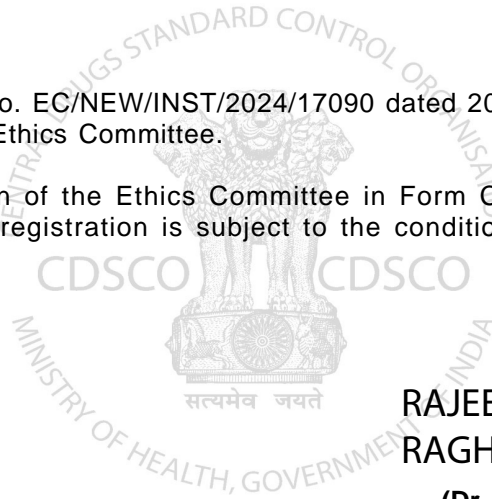 CENTRAL DRUGS STANDARD CONTROL ORGANISATION
o. EC/NEW/INST/2024/17090 dated 20
Ethics Committee.
n of the Ethics Committee in Form C
registration is subject to the conditio
CDSCO CDSCO
सत्यमेव जयते
MINISTRY OF HEALTH, GOVERNMENT OF INDIA
RAJEE
RAGH
(Dr